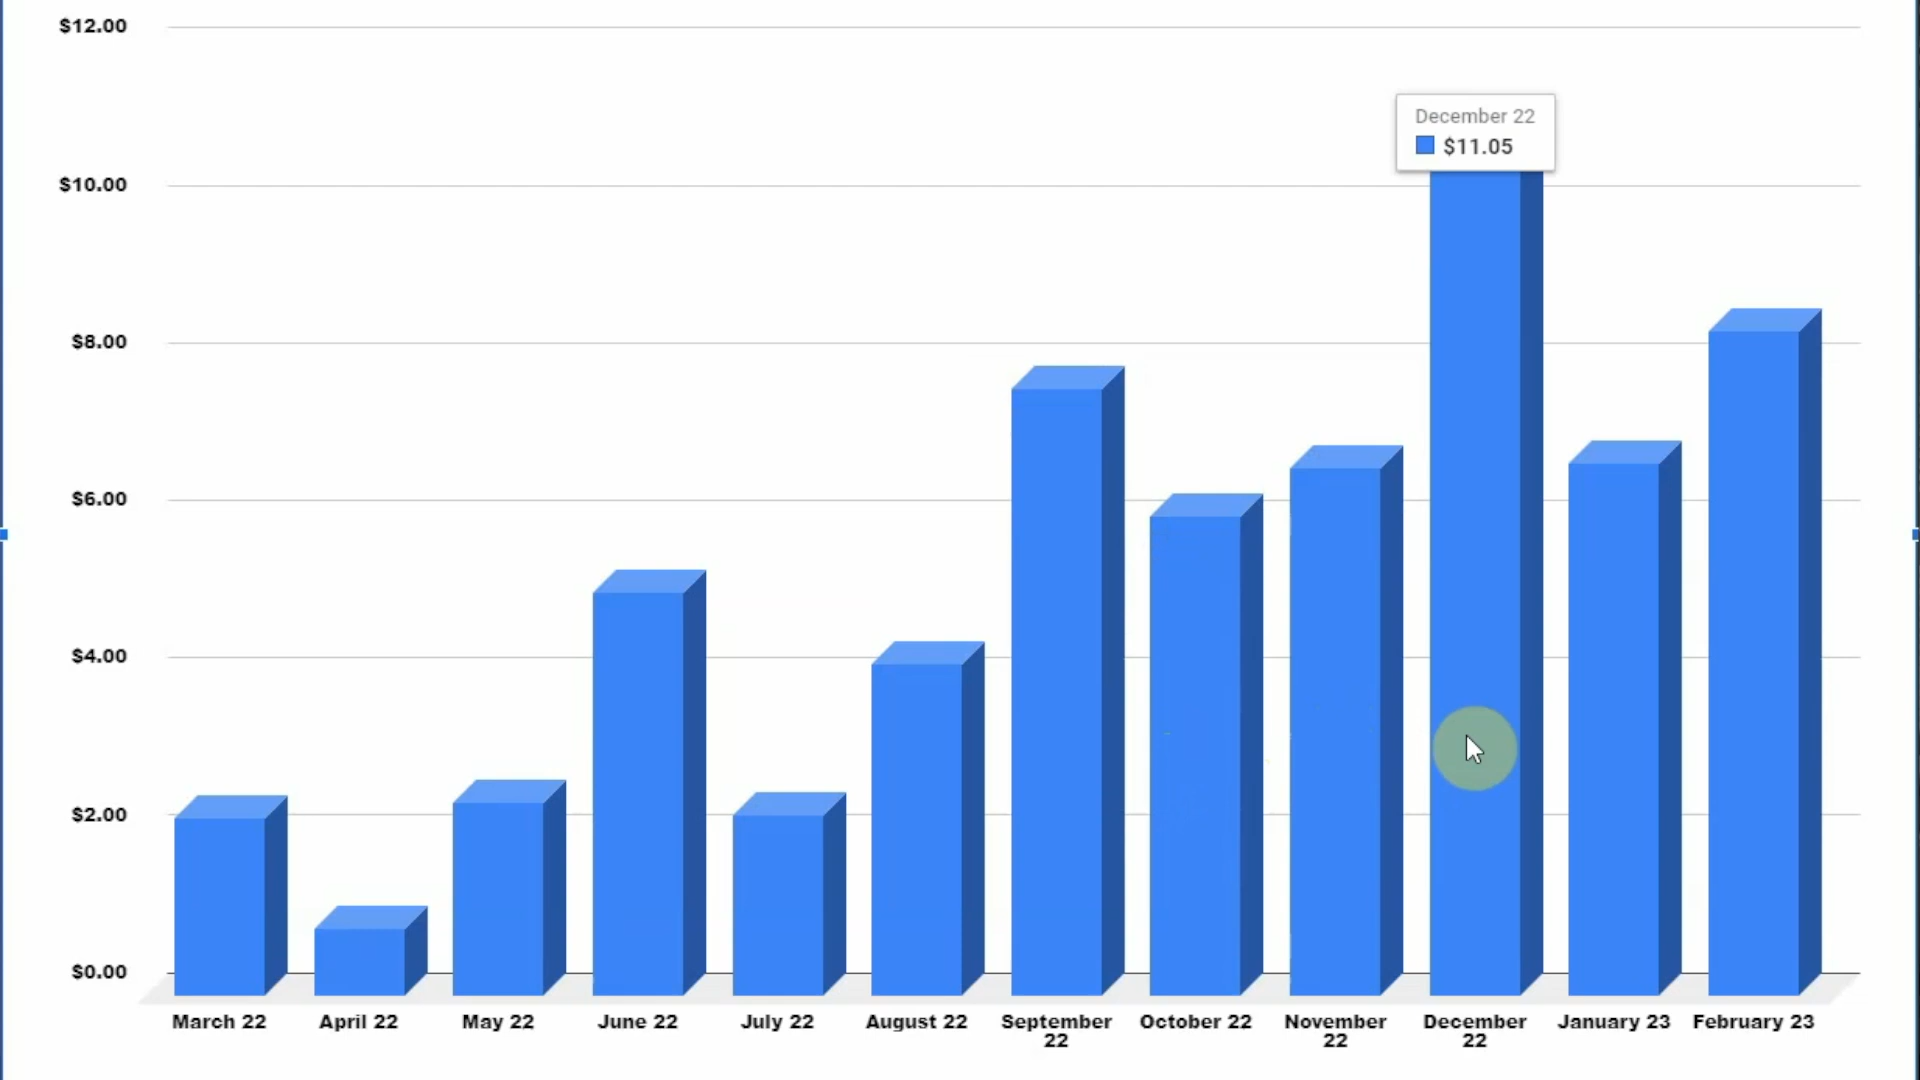 $12.00
December 22
$11.05
$10.00
$8.00
$6.00
$4.00
$2.00
$0.00
March 22
April 22
May 22
June 22
July 22
August 22
September
22
October 22
November
22
December
22
January 23
February 23